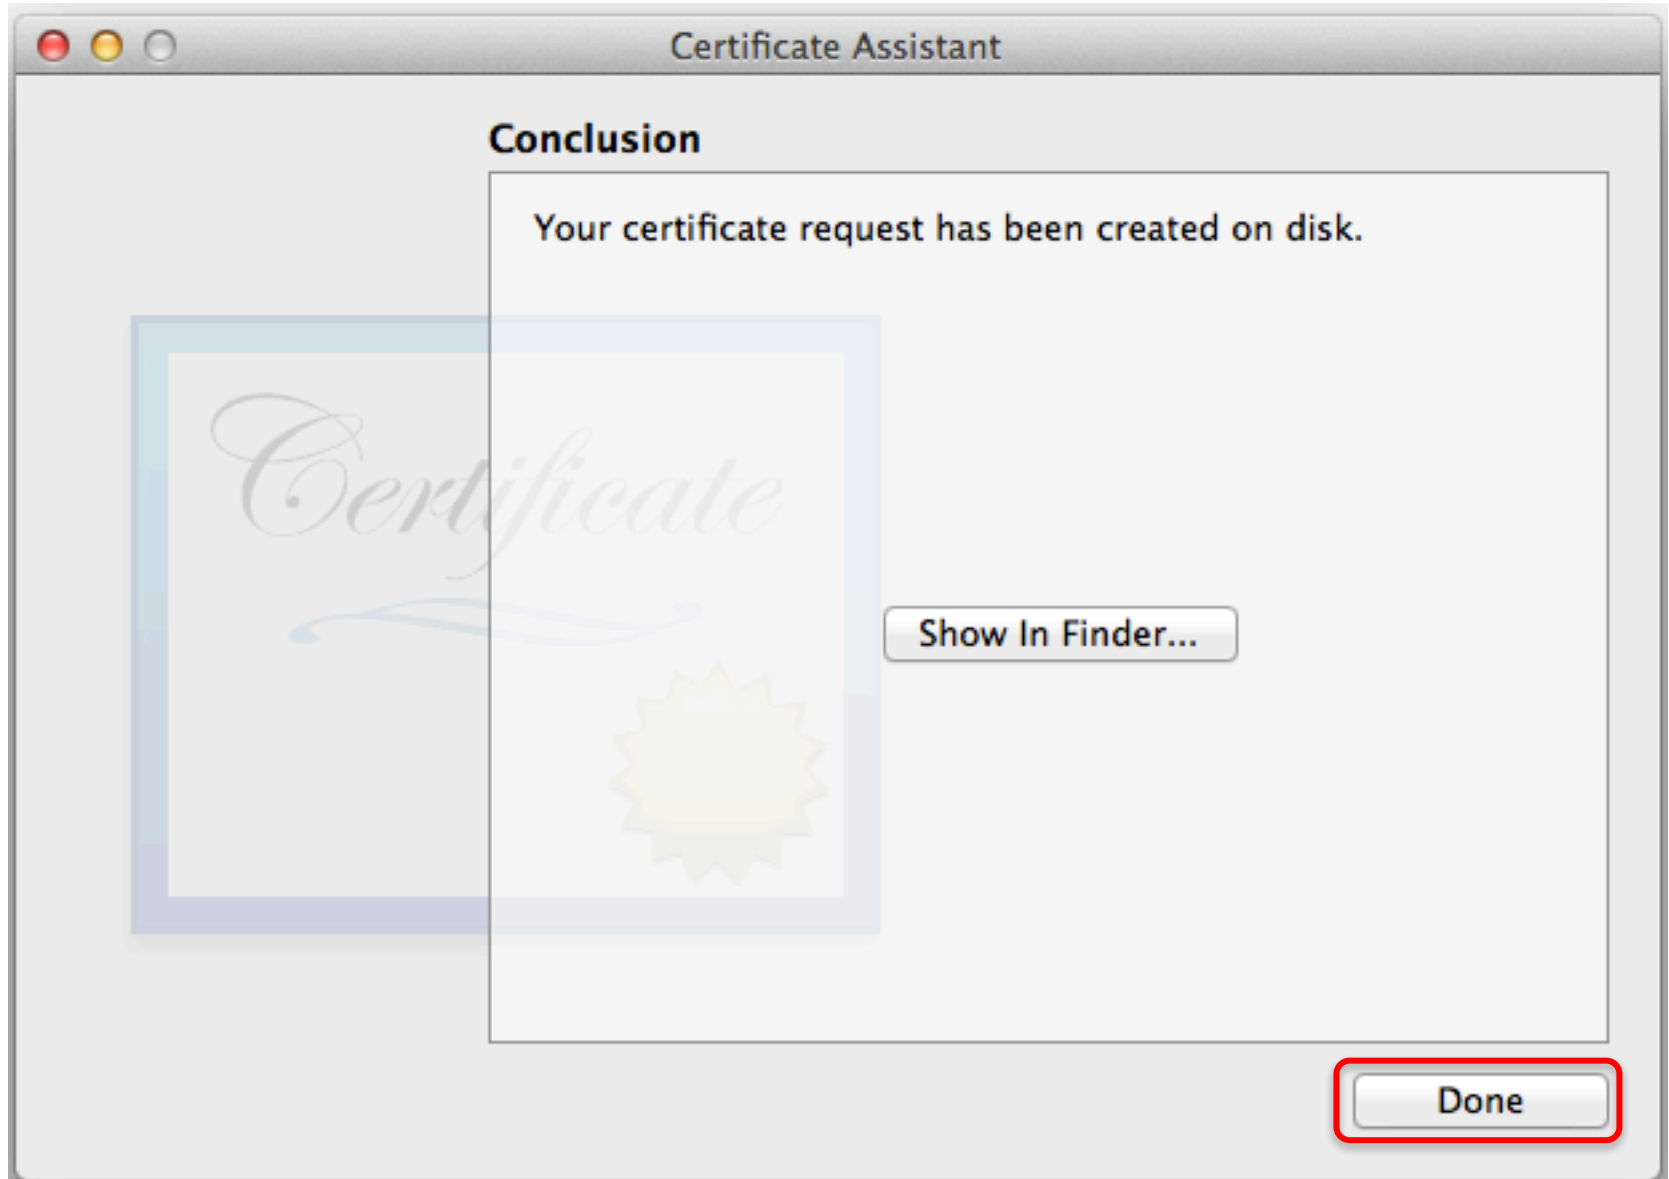 Certificate Assistant
Conclusion
Your certificate request has been created on disk.
Certificate
Show In Finder...
Done